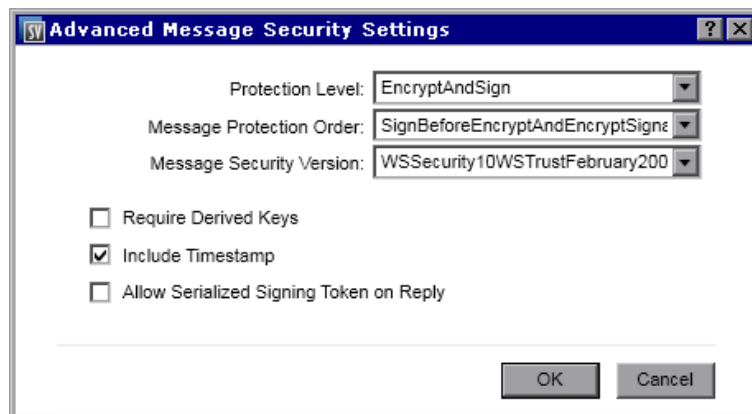 SV Advanced Message Security Settings ? X
Protection Level: EncryptAndSign
Message Protection Order: SignBeforeEncryptAndEncryptSigna
Message Security Version: WSSecurity10WSTrustFebruary200
Require Derived Keys
Include Timestamp
Allow Serialized Signing Token on Reply
OK Cancel